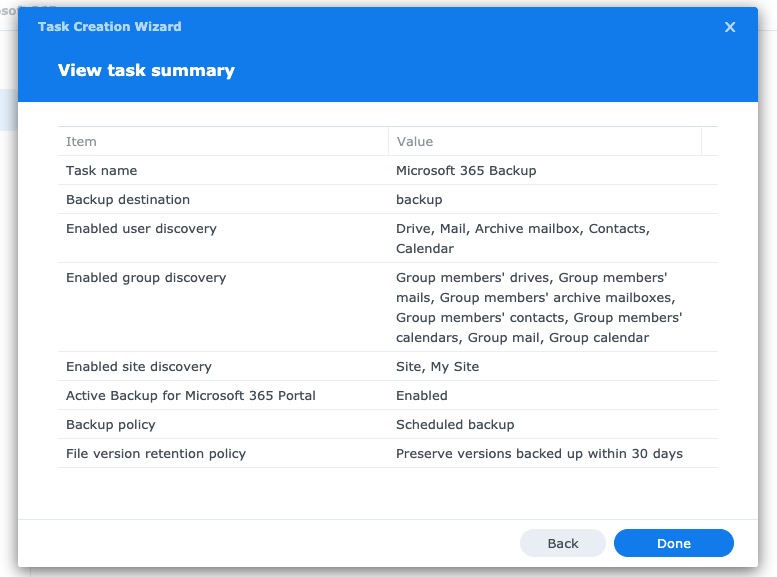 Task Creation Wizard
View task summary
Item Value
Task name Microsoft 365 Backup
Backup destination backup
Enabled user discovery Drive, Mail, Archive mailbox, Contacts,
Calendar
Enabled group discovery Group members' drives, Group members'
mails, Group members' archive mailboxes,
Group members' contacts, Group members'
calendars, Group mail, Group calendar
Enabled site discovery Site, My Site
Active Backup for Microsoft 365 Portal Enabled
Backup policy Scheduled backup
File version retention policy Preserve versions backed up within 30 days
Back Done